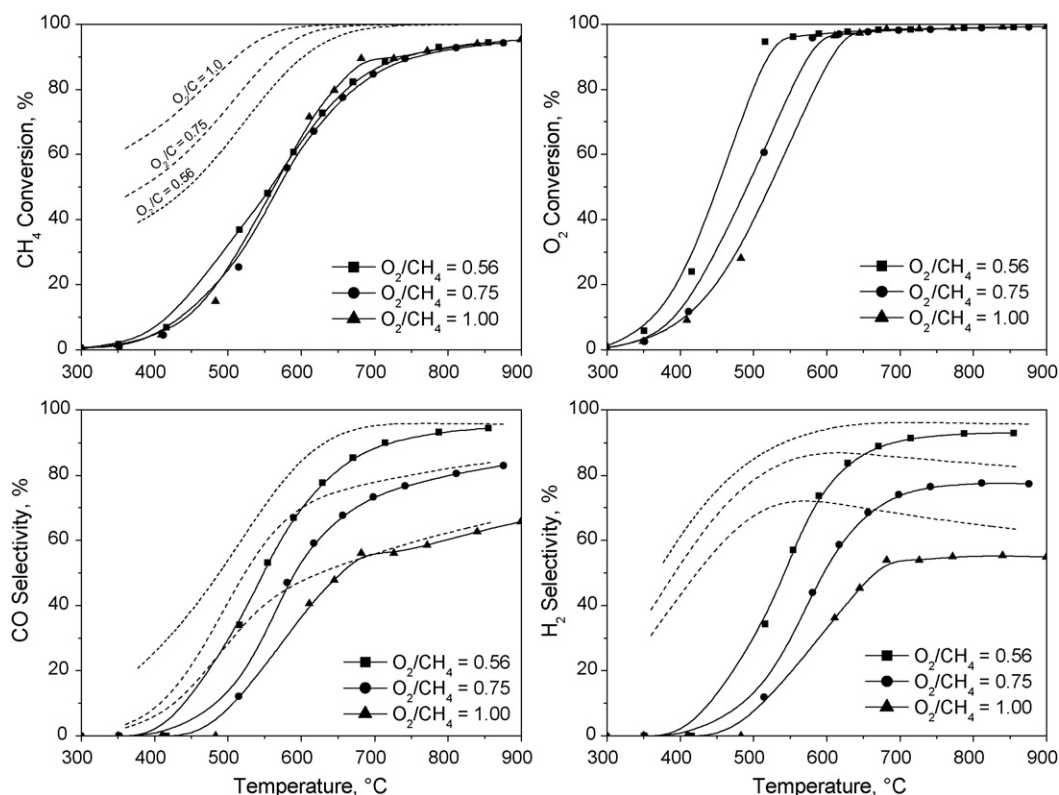 CH₄ Conversion, %
100
80
60
40
20
0
O₂/C = 1.0
O₂/C = 0.75
O₂/C = 0.56
O₂/CH₄ = 0.56
O₂/CH₄ = 0.75
O₂/CH₄ = 1.00
300 400 500 600 700 800 900
O₂ Conversion, %
100
80
60
40
20
0
O₂/CH₄ = 0.56
O₂/CH₄ = 0.75
O₂/CH₄ = 1.00
300 400 500 600 700 800 900
CO Selectivity, %
100
80
60
40
20
0
O₂/CH₄ = 0.56
O₂/CH₄ = 0.75
O₂/CH₄ = 1.00
300 400 500 600 700 800 900
Temperature, °C
H₂ Selectivity, %
100
80
60
40
20
0
O₂/CH₄ = 0.56
O₂/CH₄ = 0.75
O₂/CH₄ = 1.00
300 400 500 600 700 800 900
Temperature, °C